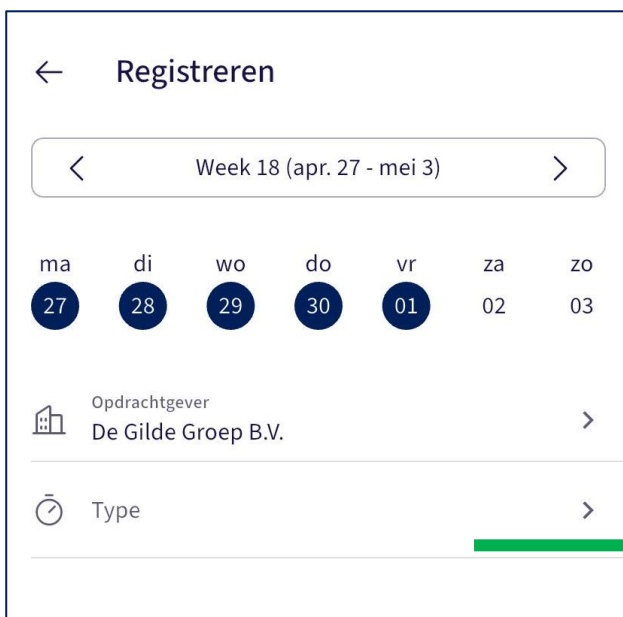 Registreren
Week 18 (apr. 27 - mei 3)
ma di wo do vr za zo
27 28 29 30 01 02 03
Opdrachtgever
De Gilde Groep B.V.
Type